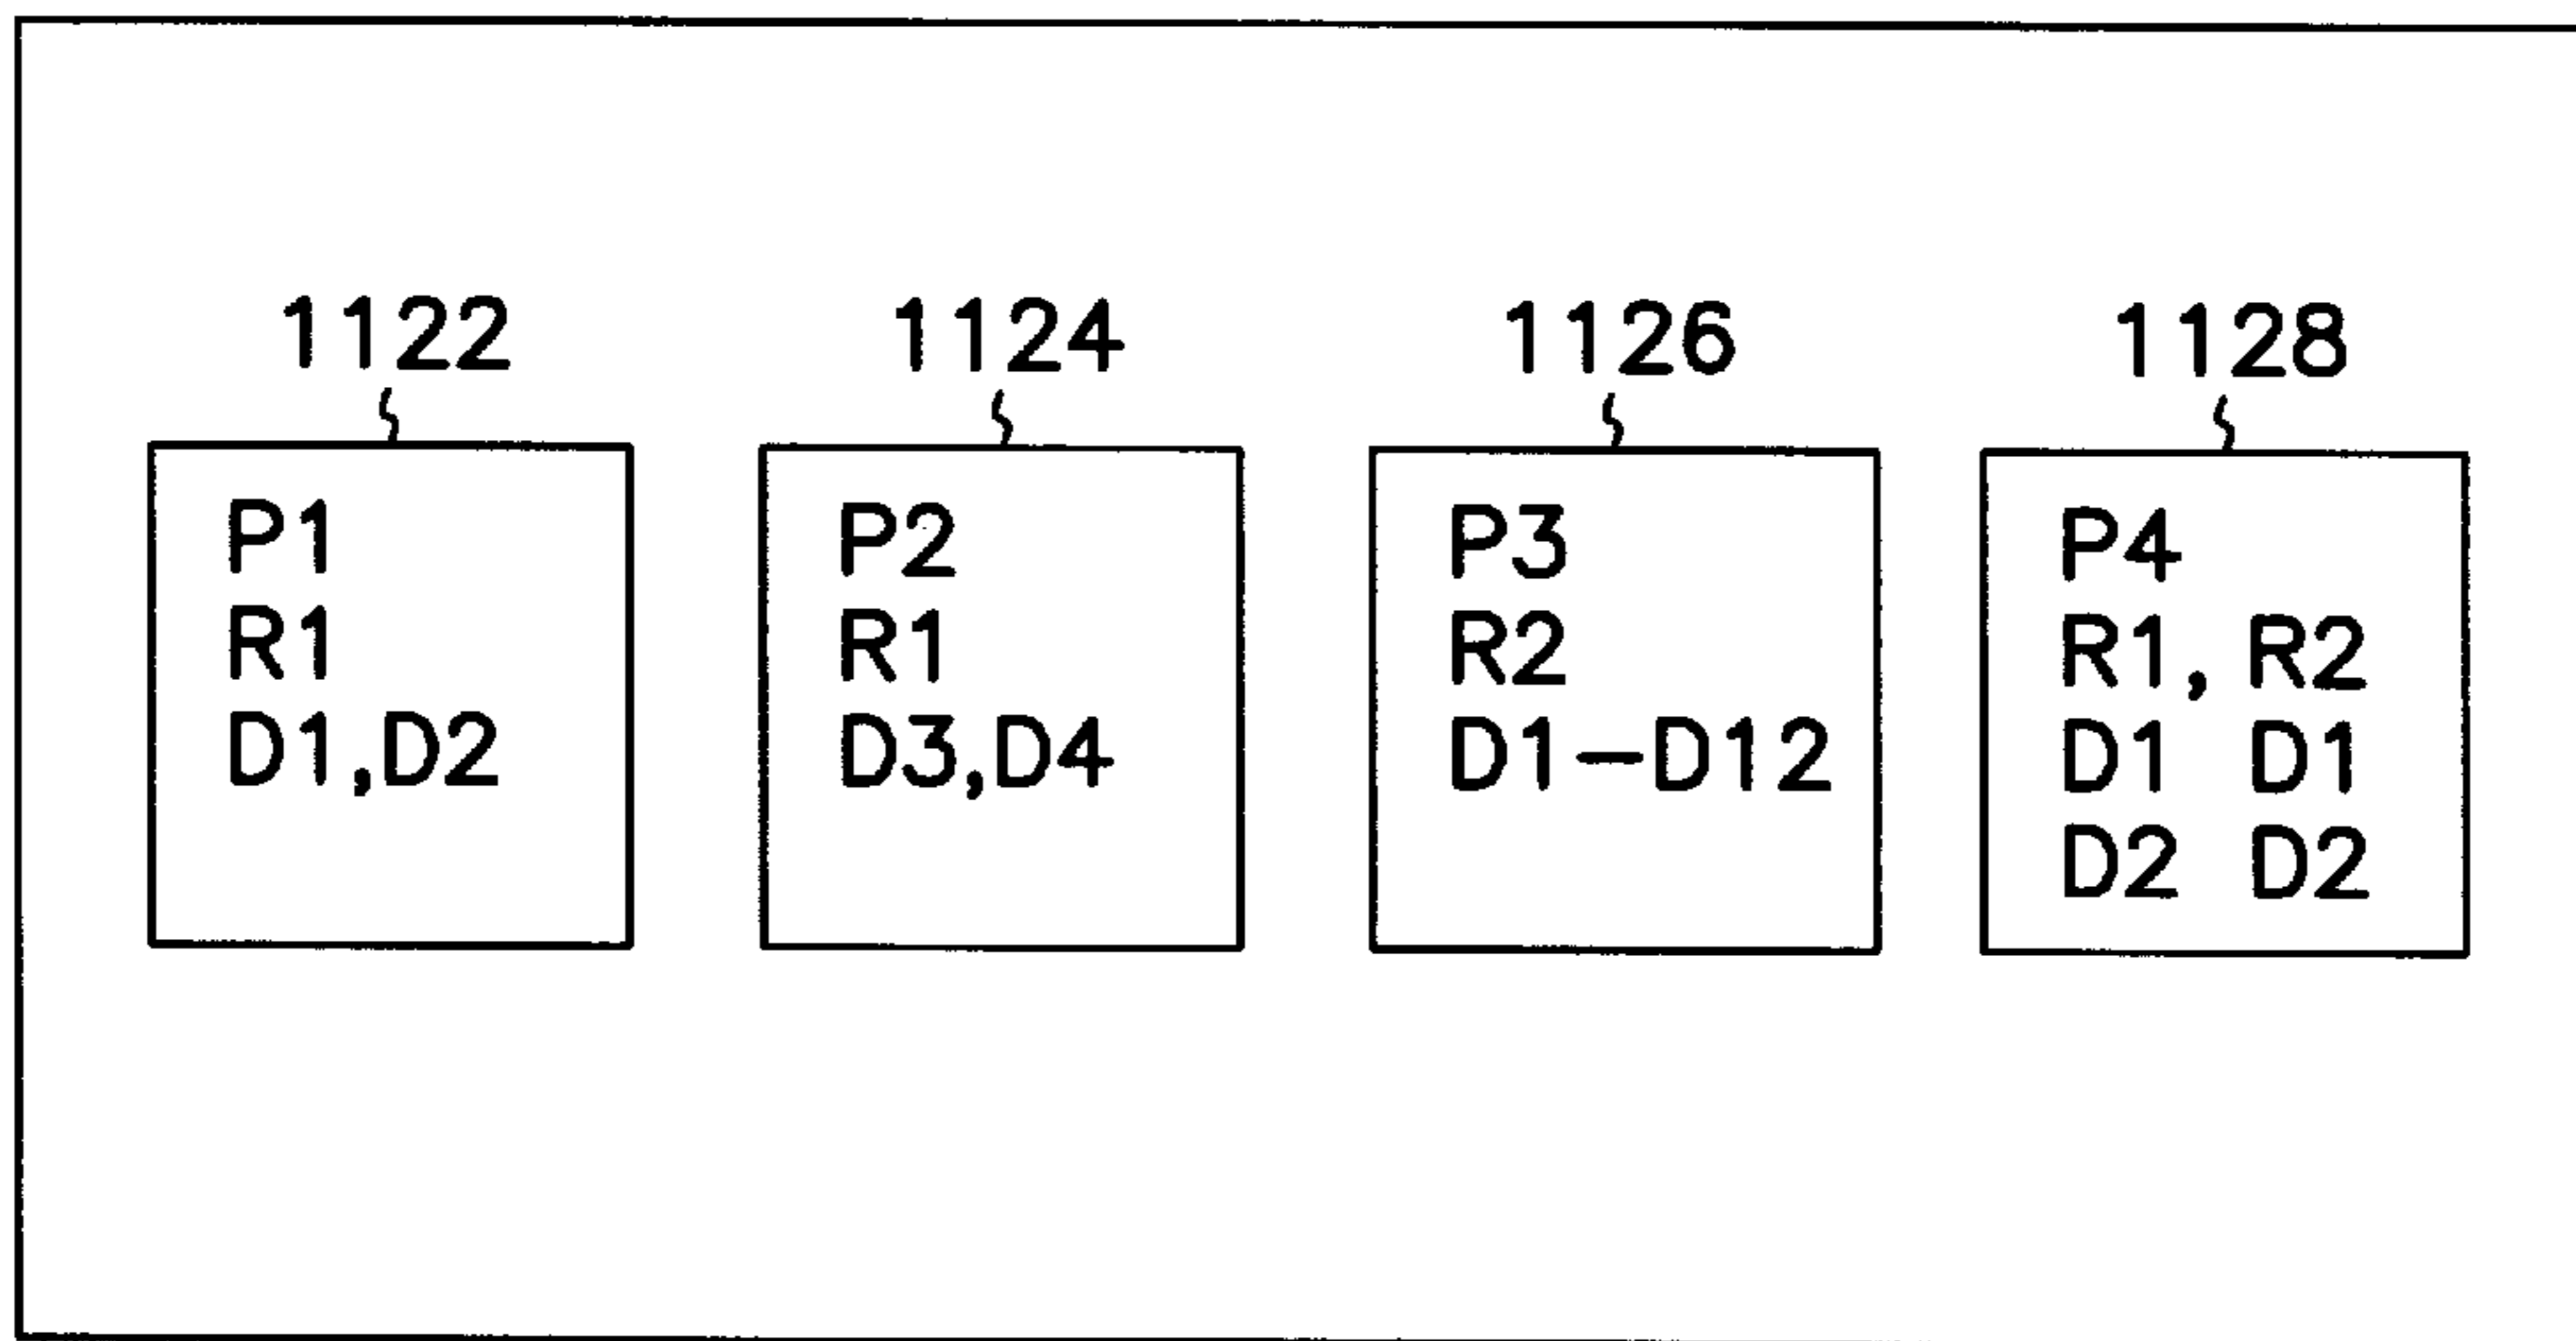 1122
P1
R1
D1,D2
1124
P2
R1
D3,D4
1126
P3
R2
D1-D12
1128
P4
R1, R2
D1 D1
D2 D2